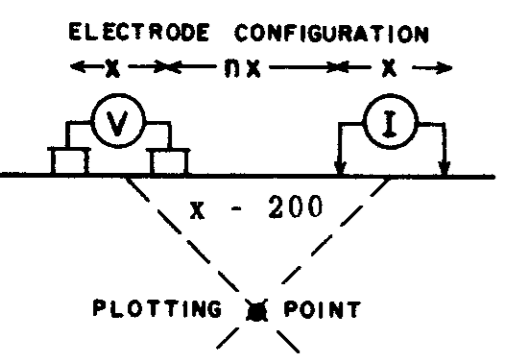 ELECTRODE CONFIGURATION
x nx x
V I
x - 200
PLOTTING POINT